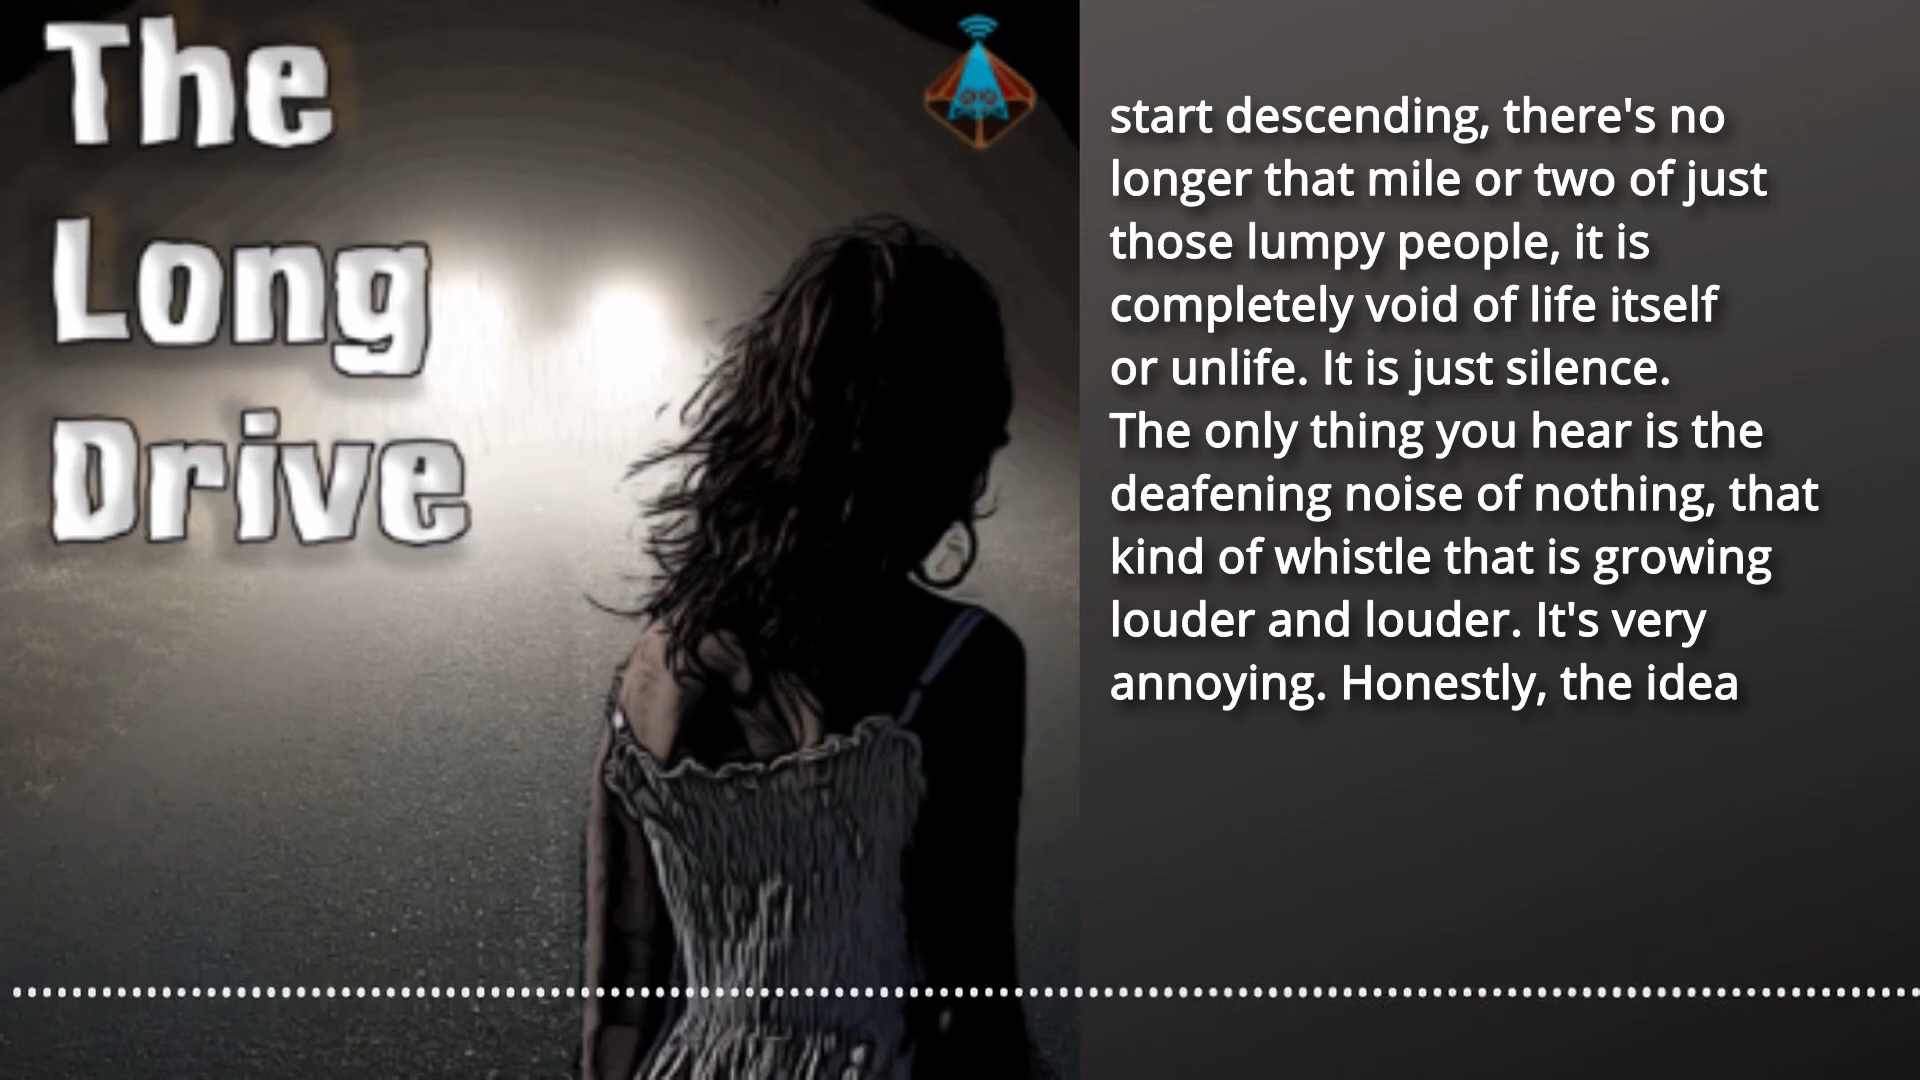 The
Long
Drive
start descending, there's no
longer that mile or two of just
those lumpy people, it is
completely void of life itself
or unlife. It is just silence.
The only thing you hear is the
deafening noise of nothing, that
kind of whistle that is growing
louder and louder. It's very
annoying. Honestly, the idea